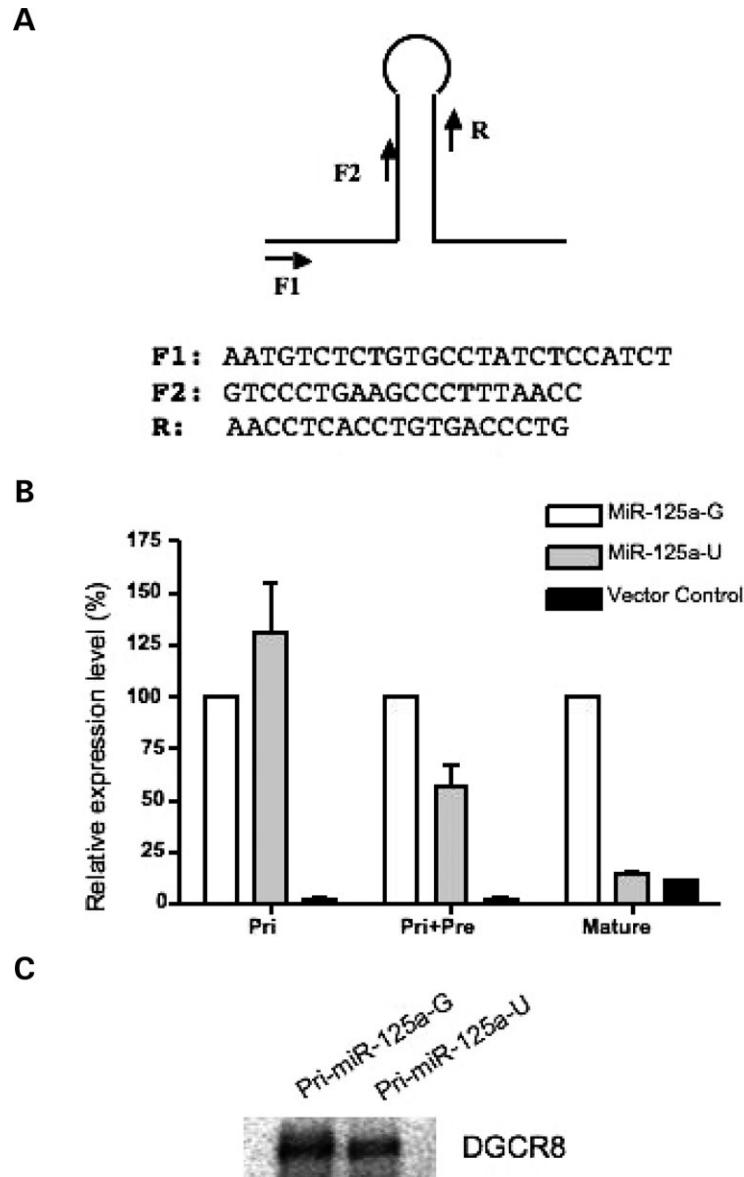 A
F2
R
F1
F1: AATGTCTCTGTGCCTATCTCCATCT
F2: GTCCCTGAAGCCCTTTAACC
R: AACCTCACCTGTGACCCTG
B
MiR-125a-G
MiR-125a-U
Vector Control
Relative expression level (%)
175
150
125
100
75
50
25
0
Pri
Pri+Pre
Mature
C
Pri-miR-125a-G
Pri-miR-125a-U
DGCR8